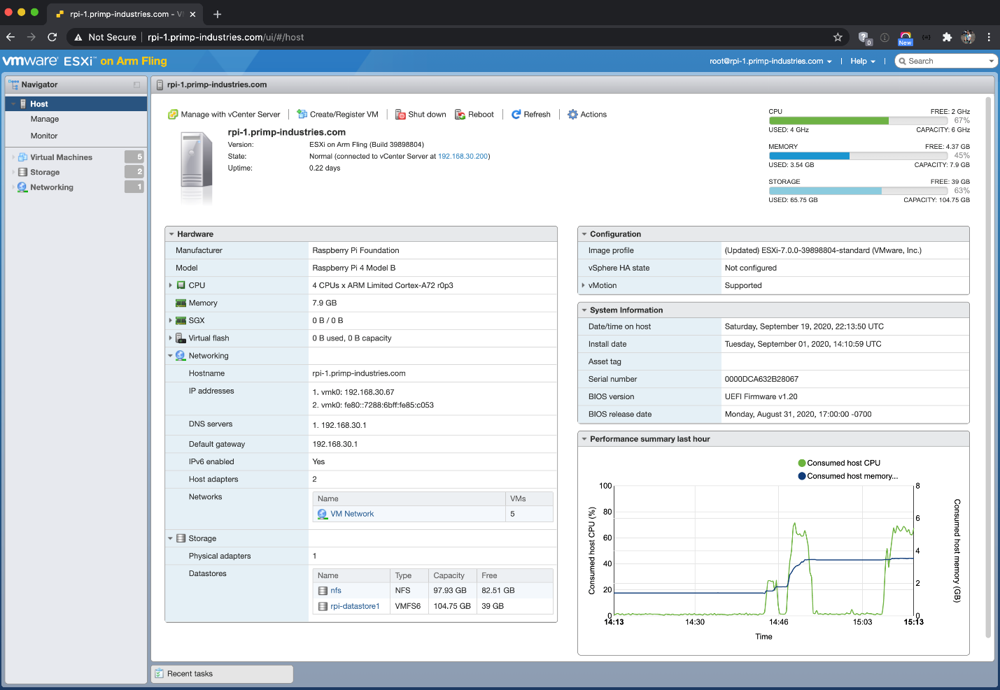 rpi-1.primp-industries.com - V
Not Secure rpi-1.primp-industries.com/ui/#/host
0
New
vmware ESXi™ on Arm Fling
root@rpi-1.primp-industries.com Help Search
Navigator
Host
Manage
Monitor
Virtual Machines 5
Storage 2
Networking 1
rpi-1.primp-industries.com
Manage with vCenter Server Create/Register VM Shut down Reboot Refresh Actions
rpi-1.primp-industries.com
Version: ESXi on Arm Fling (Build 39898804)
State: Normal (connected to vCenter Server at 192.168.30.200)
Uptime: 0.22 days
CPU FREE: 2 GHz
67%
USED: 4 GHz CAPACITY: 6 GHz
MEMORY FREE: 4.37 GB
45%
USED: 3.54 GB CAPACITY: 7.9 GB
STORAGE FREE: 39 GB
63%
USED: 65.75 GB CAPACITY: 104.75 GB
Hardware
Manufacturer Raspberry Pi Foundation
Model Raspberry Pi 4 Model B
CPU 4 CPUs x ARM Limited Cortex-A72 r0p3
Memory 7.9 GB
SGX 0 B / 0 B
Virtual flash 0 B used, 0 B capacity
Networking
Hostname rpi-1.primp-industries.com
IP addresses 1. vmk0: 192.168.30.67
2. vmk0: fe80::7288:6bff:fe85:c053
DNS servers 1. 192.168.30.1
Default gateway 192.168.30.1
IPv6 enabled Yes
Host adapters 2
Networks Name VMs
VM Network 5
Storage
Physical adapters 1
Datastores Name Type Capacity Free
nfs NFS 97.93 GB 82.51 GB
rpi-datastore1 VMFS6 104.75 GB 39 GB
Configuration
Image profile (Updated) ESXi-7.0.0-39898804-standard (VMware, Inc.)
vSphere HA state Not configured
vMotion Supported
System Information
Date/time on host Saturday, September 19, 2020, 22:13:50 UTC
Install date Tuesday, September 01, 2020, 14:10:59 UTC
Asset tag
Serial number 0000DCA632B28067
BIOS version UEFI Firmware v1.20
BIOS release date Monday, August 31, 2020, 17:00:00 -0700
Performance summary last hour
Consumed host CPU
Consumed host memory...
Consumed host CPU (%)
100
80
60
40
20
0
8
6
4
2
0
Consumed host memory (GB)
14:13 14:30 14:46 15:03 15:13
Time
Recent tasks